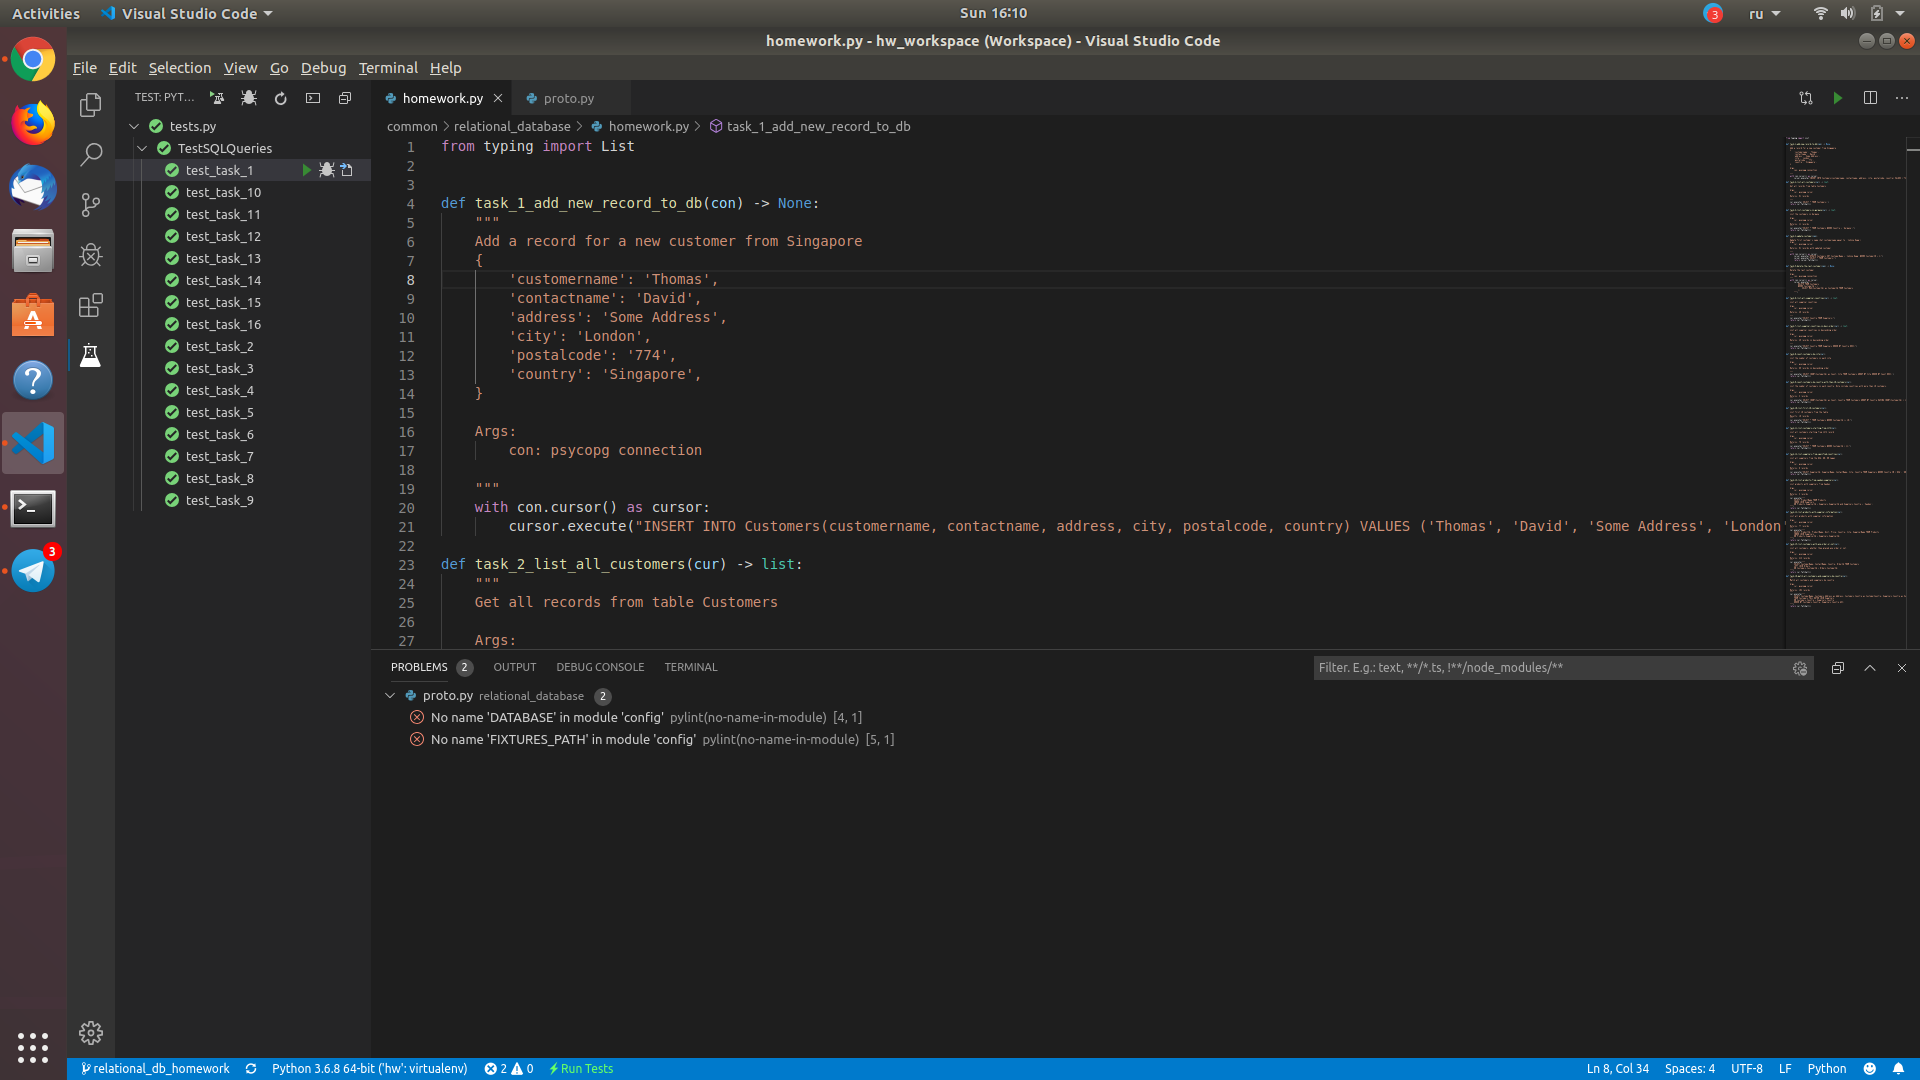 Activities Visual Studio Code Sun 16:10 3 ru
homework.py - hw_workspace (Workspace) - Visual Studio Code
File Edit Selection View Go Debug Terminal Help
TEST: PYT... homework.py proto.py
tests.py
TestSQLQueries
test_task_1
test_task_10
test_task_11
test_task_12
test_task_13
test_task_14
test_task_15
test_task_16
test_task_2
test_task_3
test_task_4
test_task_5
test_task_6
test_task_7
test_task_8
test_task_9
3
common > relational_database > homework.py > task_1_add_new_record_to_db
1 from typing import List
2
3
4 def task_1_add_new_record_to_db(con) -> None:
5 """
6 Add a record for a new customer from Singapore
7 {
8 'customername': 'Thomas',
9 'contactname': 'David',
10 'address': 'Some Address',
11 'city': 'London',
12 'postalcode': '774',
13 'country': 'Singapore',
14 }
15
16 Args:
17 con: psycopg connection
18
19 """
20 with con.cursor() as cursor:
21 cursor.execute("INSERT INTO Customers(customername, contactname, address, city, postalcode, country) VALUES ('Thomas', 'David', 'Some Address', 'London'
22
23 def task_2_list_all_customers(cur) -> list:
24 """
25 Get all records from table Customers
26
27 Args:
PROBLEMS 2 OUTPUT DEBUG CONSOLE TERMINAL Filter. E.g.: text, **/*.ts, !**/node_modules/**
proto.py relational_database 2
No name 'DATABASE' in module 'config' pylint(no-name-in-module) [4, 1]
No name 'FIXTURES_PATH' in module 'config' pylint(no-name-in-module) [5, 1]
relational_db_homework Python 3.6.8 64-bit ('hw': virtualenv) 2 0 Run Tests Ln 8, Col 34 Spaces: 4 UTF-8 LF Python